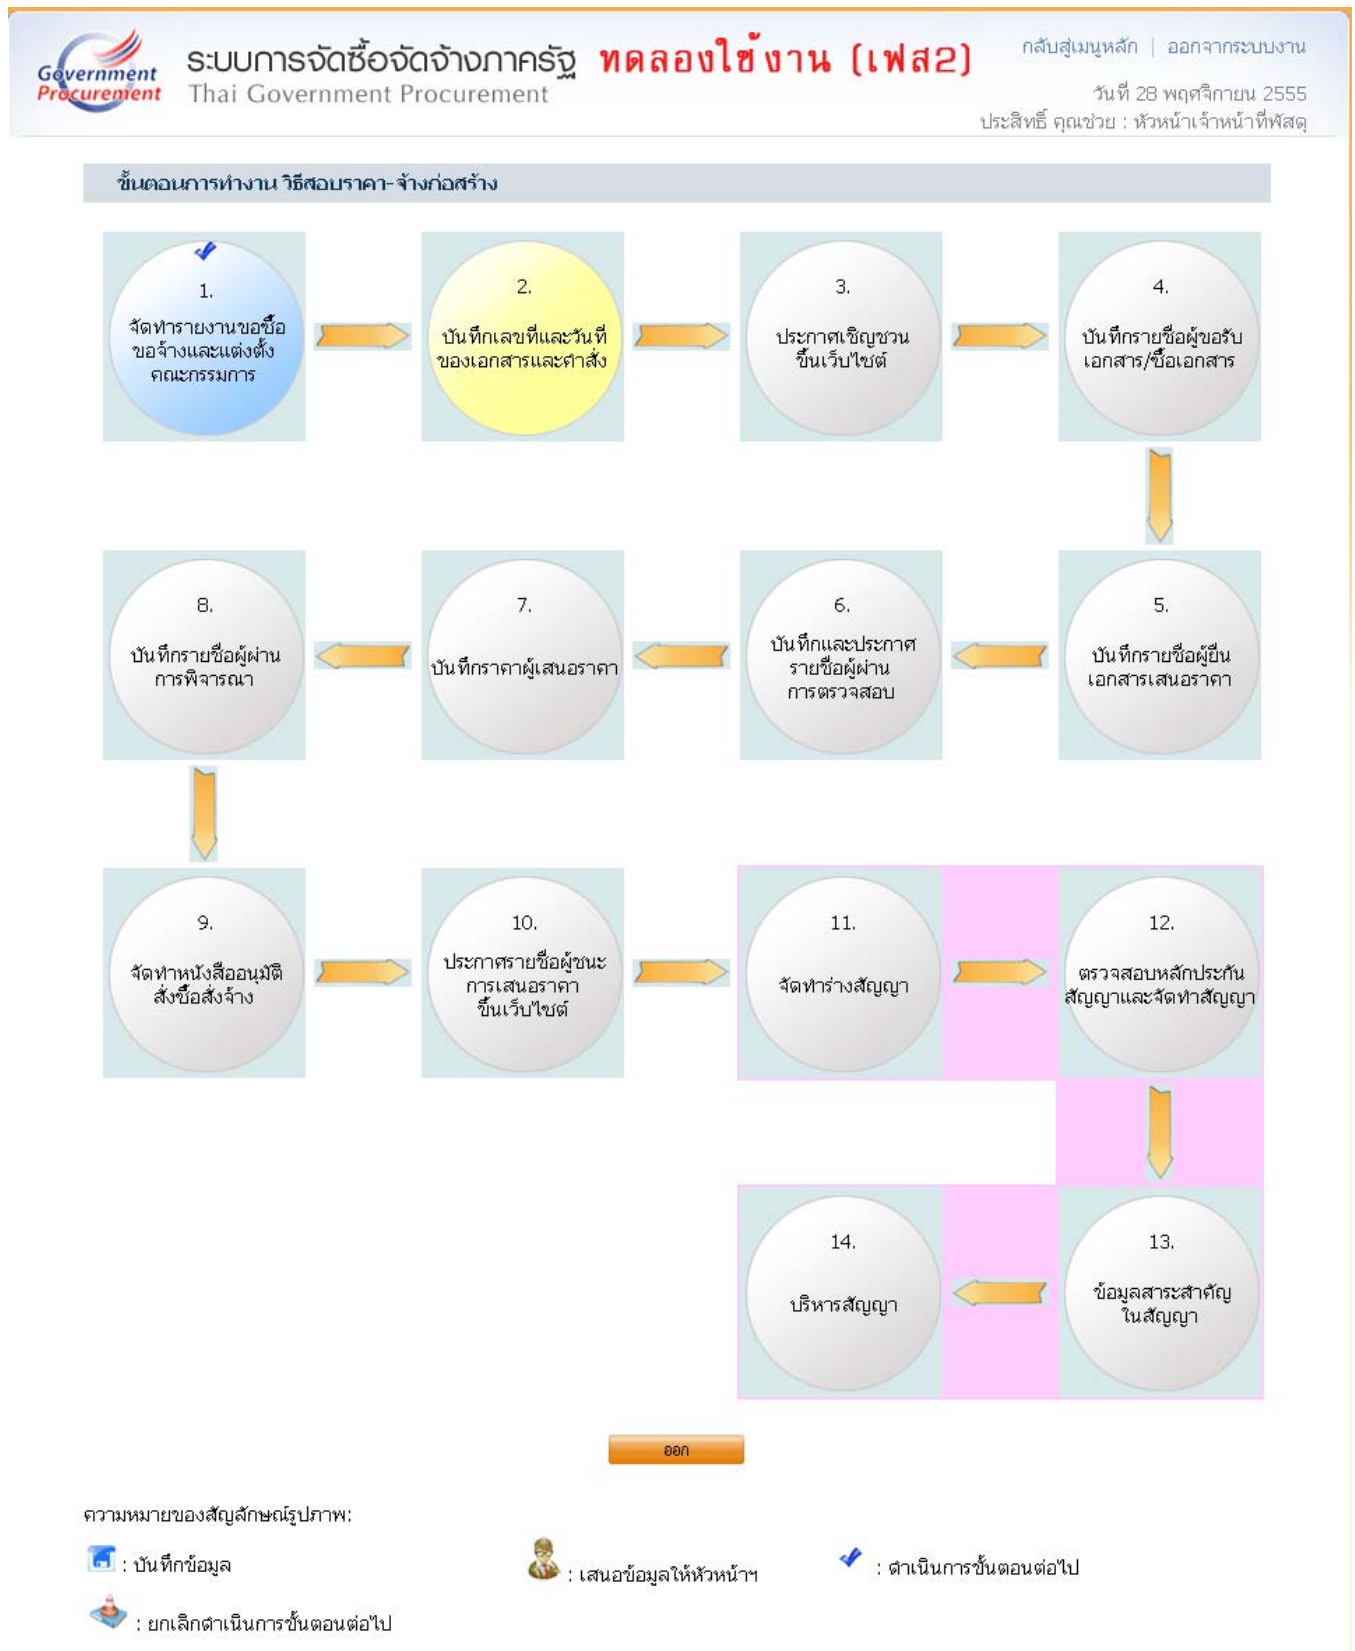 Government
Procurement
ระบบการจัดซื้อจัดจ้างภาครัฐ ทดลองใช้งาน (เฟส2)
Thai Government Procurement
กลับสู่เมนูหลัก | ออกจากระบบงาน
วันที่ 28 พฤศจิกายน 2555
ประสิทธิ์ คุณช่วย : หัวหน้าเจ้าหน้าที่พัสดุ
ขั้นตอนการทำงาน วิธีสอบราคา-จ้างก่อสร้าง
1.
จัดทำรายงานขอซื้อ
ขอจ้างและแต่งตั้ง
คณะกรรมการ
2.
บันทึกเลขที่และวันที่
ของเอกสารและคำสั่ง
3.
ประกาศเชิญชวน
ขึ้นเว็บไซต์
4.
บันทึกรายชื่อผู้ขอรับ
เอกสาร/ซื้อเอกสาร
5.
บันทึกรายชื่อผู้ยื่น
เอกสารเสนอราคา
6.
บันทึกและประกาศ
รายชื่อผู้ผ่าน
การตรวจสอบ
7.
บันทึกราคาผู้เสนอราคา
8.
บันทึกรายชื่อผู้ผ่าน
การพิจารณา
9.
จัดทำหนังสืออนุมัติ
สั่งซื้อสั่งจ้าง
10.
ประกาศรายชื่อผู้ชนะ
การเสนอราคา
ขึ้นเว็บไซต์
11.
จัดทำร่างสัญญา
12.
ตรวจสอบหลักประกัน
สัญญาและจัดทำสัญญา
13.
ข้อมูลสาระสำคัญ
ในสัญญา
14.
บริหารสัญญา
ออก
ความหมายของสัญลักษณ์รูปภาพ:
: บันทึกข้อมูล
: เสนอข้อมูลให้หัวหน้าฯ
: ดำเนินการขั้นตอนต่อไป
: ยกเลิกดำเนินการขั้นตอนต่อไป